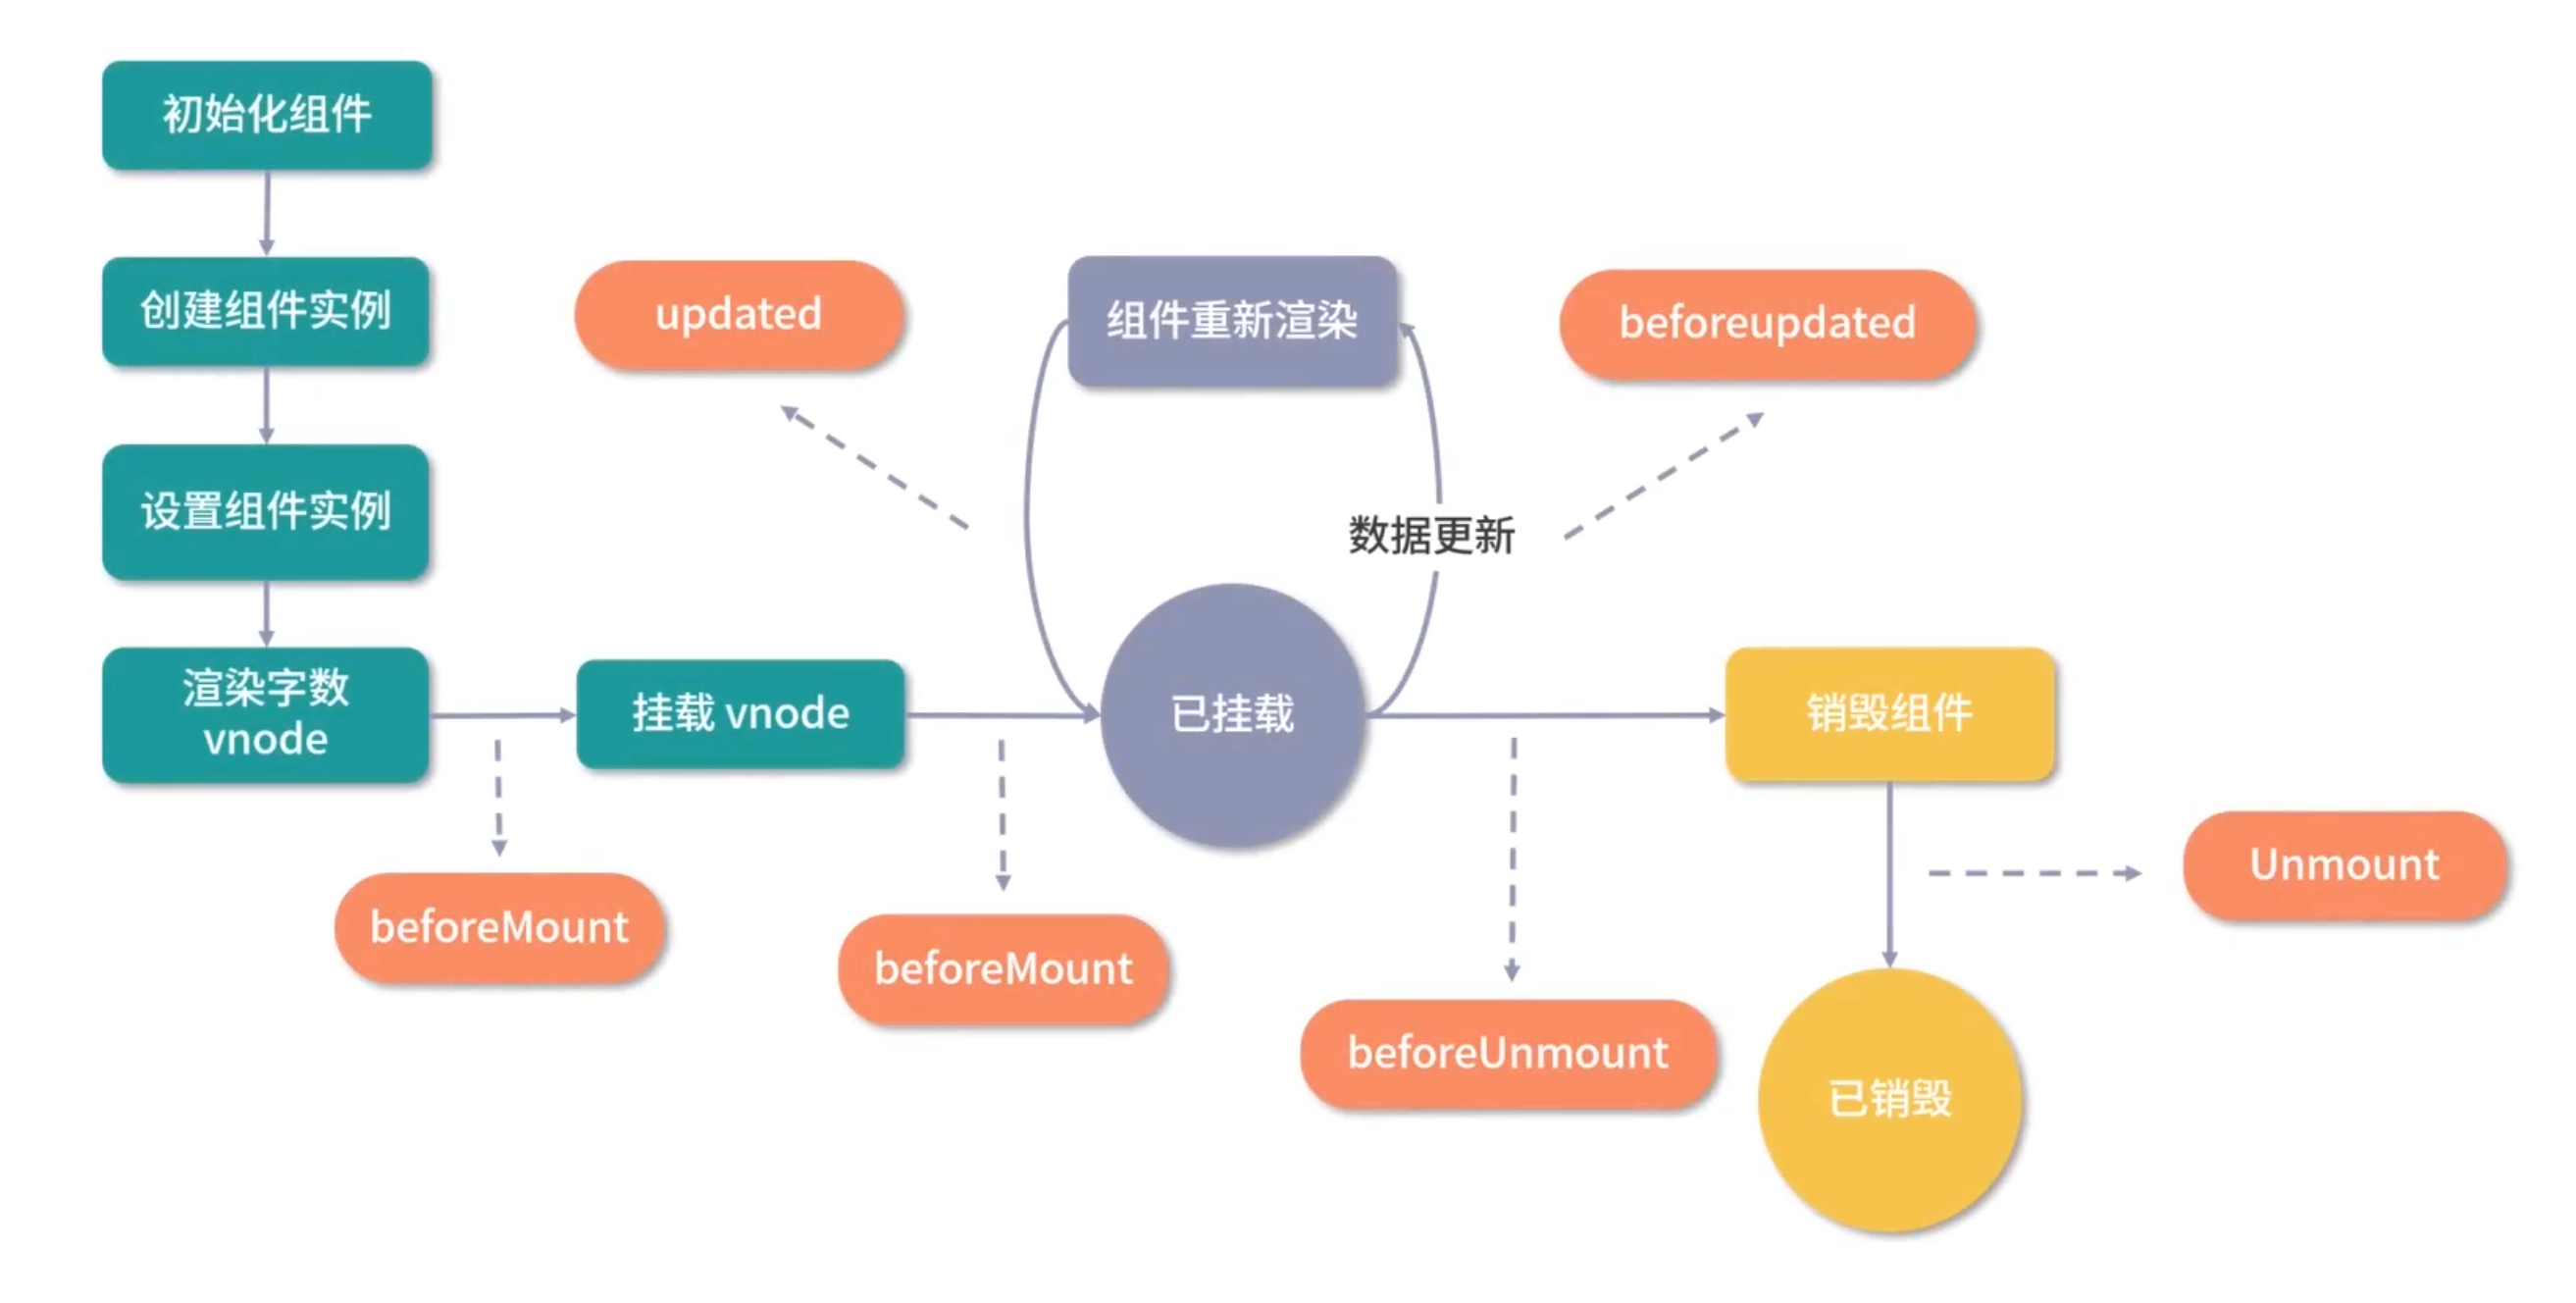 初始化组件
创建组件实例
设置组件实例
渲染字数
vnode
挂载 vnode
beforeMount
beforeMount
已挂载
updated
组件重新渲染
数据更新
beforeupdated
beforeUnmount
销毁组件
Unmount
已销毁